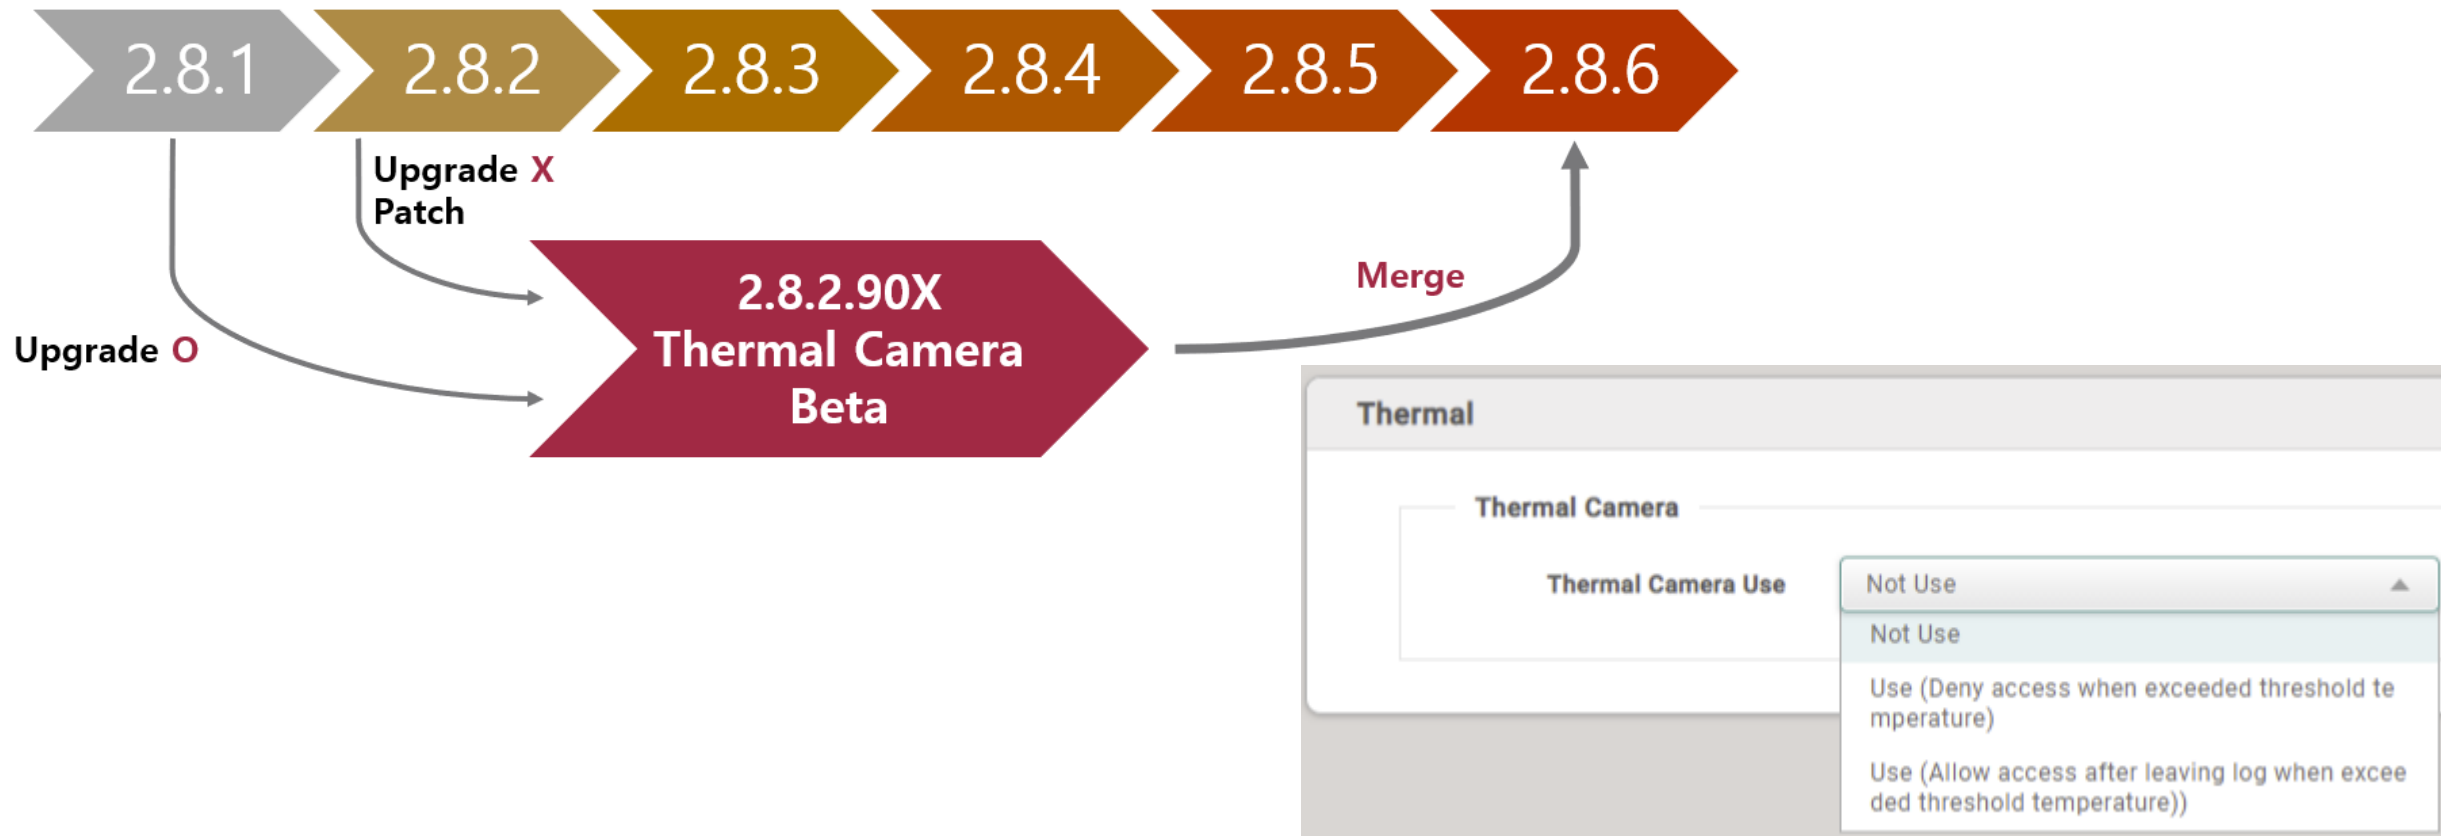 2.8.1
2.8.2
2.8.3
2.8.4
2.8.5
2.8.6
Upgrade X
Patch
Upgrade O
2.8.2.90X
Thermal Camera
Beta
Merge
Thermal
Thermal Camera
Thermal Camera Use
Not Use
Not Use
Use (Deny access when exceeded threshold te
mperature)
Use (Allow access after leaving log when excee
ded threshold temperature))